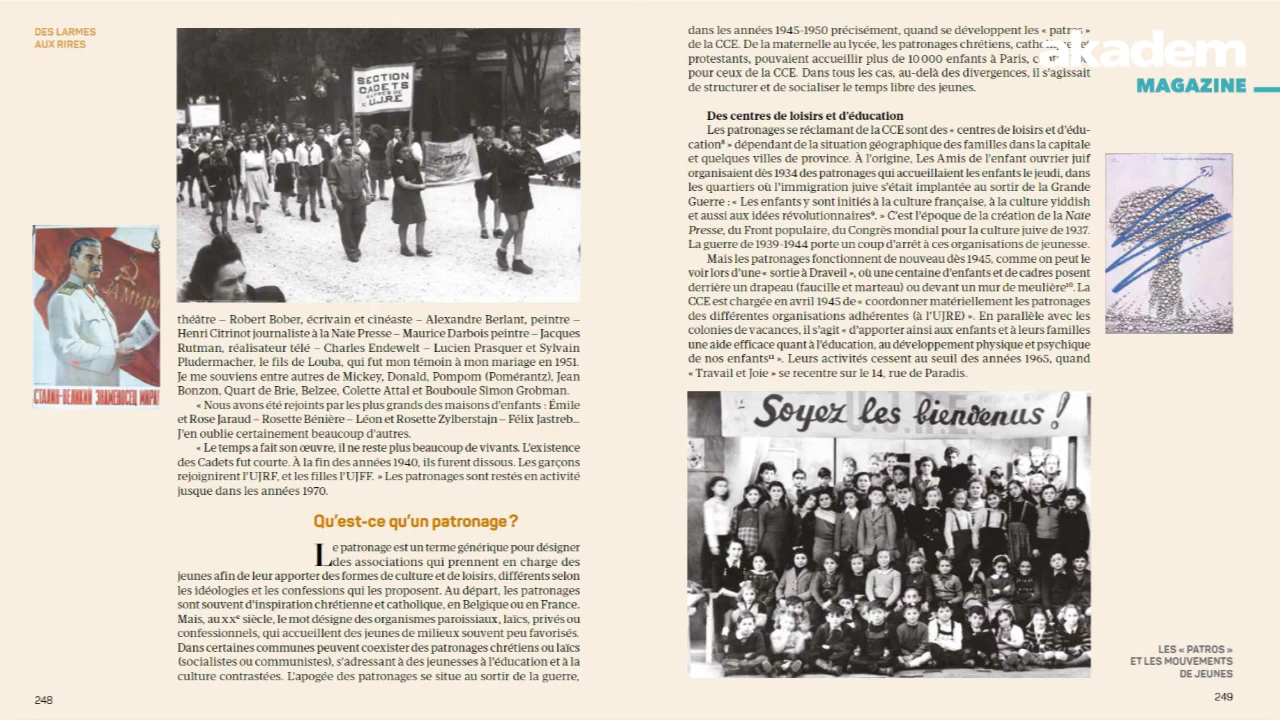 DES LARMES
AUX RIRES
SECTION
CADETS
AUPRÈS DE
L'UJRE
СТАЛИН-ВЕЛИКИЙ ЗНАМЕНОСЕЦ МИРА!
théâtre – Robert Bober, écrivain et cinéaste – Alexandre Berlant, peintre –
Henri Citrinot journaliste à la Naïe Presse – Maurice Darbois peintre – Jacques
Rutman, réalisateur télé – Charles Endewelt – Lucien Prasquer et Sylvain
Pludermacher, le fils de Louba, qui fut mon témoin à mon mariage en 1951.
Je me souviens entre autres de Mickey, Donald, Pompom (Pomérantz), Jean
Bonzon, Quart de Brie, Belzee, Colette Attal et Bouboule Simon Grobman.
« Nous avons été rejoints par les plus grands des maisons d'enfants : Émile
et Rose Jaraud – Rosette Bénière – Léon et Rosette Zylberstajn – Félix Jastreb…
J'en oublie certainement beaucoup d'autres.
« Le temps a fait son œuvre, il ne reste plus beaucoup de vivants. L'existence
des Cadets fut courte. À la fin des années 1940, ils furent dissous. Les garçons
rejoignirent l'UJRF, et les filles l'UJFF. » Les patronages sont restés en activité
jusque dans les années 1970.
Qu'est-ce qu'un patronage ?
Le patronage est un terme générique pour désigner
des associations qui prennent en charge des
jeunes afin de leur apporter des formes de culture et de loisirs, différents selon
les idéologies et les confessions qui les proposent. Au départ, les patronages
sont souvent d'inspiration chrétienne et catholique, en Belgique ou en France.
Mais, au XXe siècle, le mot désigne des organismes paroissiaux, laïcs, privés ou
confessionnels, qui accueillent des jeunes de milieux souvent peu favorisés.
Dans certaines communes peuvent coexister des patronages chrétiens ou laïcs
(socialistes ou communistes), s'adressant à des jeunesses à l'éducation et à la
culture contrastées. L'apogée des patronages se situe au sortir de la guerre,
248
dans les années 1945-1950 précisément, quand se développent les « patros »
de la CCE. De la maternelle au lycée, les patronages chrétiens,
protestants, pouvaient accueillir plus de 10 000 enfants à Paris,
pour ceux de la CCE. Dans tous les cas, au-delà des divergences, il s'agissait
de structurer et de socialiser le temps libre des jeunes.
akadem
MAGAZINE
Des centres de loisirs et d'éducation
Les patronages se réclamant de la CCE sont des « centres de loisirs et d'édu-
cation⁸ » dépendant de la situation géographique des familles dans la capitale
et quelques villes de province. À l'origine, Les Amis de l'enfant ouvrier juif
organisaient dès 1934 des patronages qui accueillaient les enfants le jeudi, dans
les quartiers où l'immigration juive s'était implantée au sortir de la Grande
Guerre : « Les enfants y sont initiés à la culture française, à la culture yiddish
et aussi aux idées révolutionnaires⁹. » C'est l'époque de la création de la Naïe
Presse, du Front populaire, du Congrès mondial pour la culture juive de 1937.
La guerre de 1939-1944 porte un coup d'arrêt à ces organisations de jeunesse.
Mais les patronages fonctionnent de nouveau dès 1945, comme on peut le
voir lors d'une « sortie à Draveil », où une centaine d'enfants et de cadres posent
derrière un drapeau (faucille et marteau) ou devant un mur de meulière¹⁰. La
CCE est chargée en avril 1945 de « coordonner matériellement les patronages
des différentes organisations adhérentes (à l'UJRE) ». En parallèle avec les
colonies de vacances, il s'agit « d'apporter ainsi aux enfants et à leurs familles
une aide efficace quant à l'éducation, au développement physique et psychique
de nos enfants¹¹ ». Leurs activités cessent au seuil des années 1965, quand
« Travail et Joie » se recentre sur le 14, rue de Paradis.
Soyez les bienvenus !
LES « PATROS »
ET LES MOUVEMENTS
DE JEUNES
249